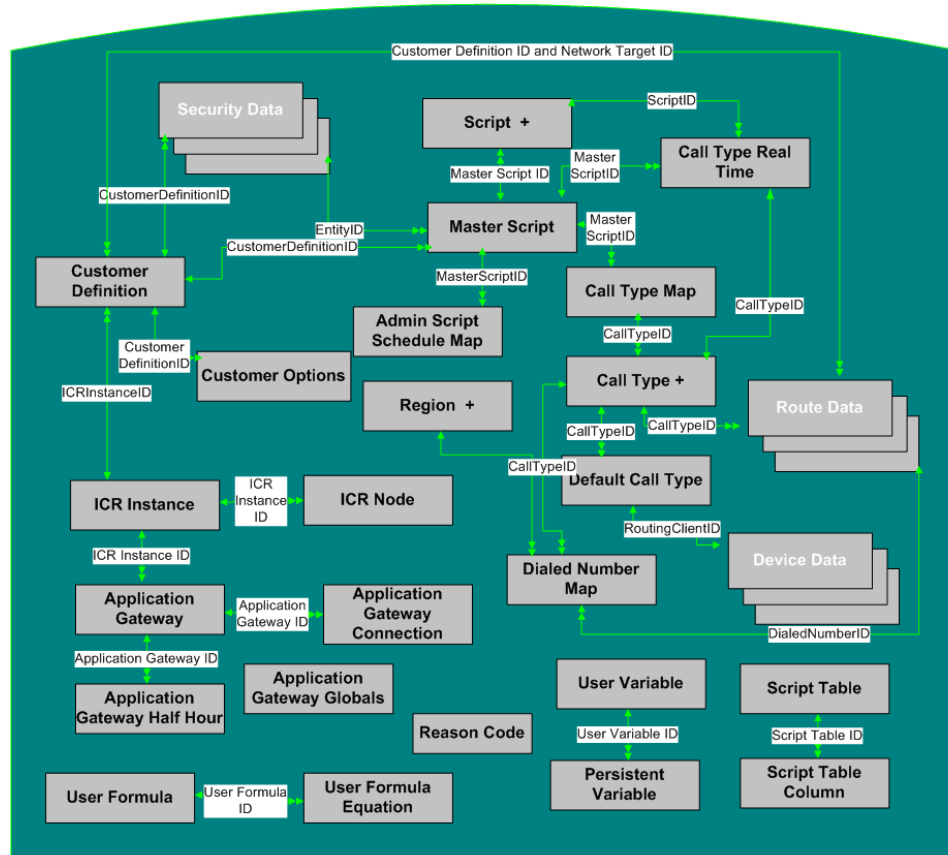 Customer Definition ID and Network Target ID
Security Data
Script +
ScriptID
Call Type Real
Time
Master Script ID
Master
ScriptID
CustomerDefinitionID
EntityID
Master Script
Master
ScriptID
CustomerDefinitionID
Customer
Definition
MasterScriptID
Call Type Map
CallTypeID
Admin Script
Schedule Map
CallTypeID
Customer
DefinitionID
Customer Options
ICRInstanceID
Call Type +
Region +
Route Data
CallTypeID
CallTypeID
CallTypeID
Default Call Type
ICR Instance
ICR
Instance
ID
ICR Node
RoutingClientID
ICR Instance ID
Device Data
Dialed Number
Map
Application
Gateway
Application
Gateway ID
Application
Gateway
Connection
DialedNumberID
Application Gateway ID
Application
Gateway Globals
User Variable
Script Table
Application
Gateway Half Hour
Reason Code
User Variable ID
Script Table ID
User Formula
User Formula
ID
User Formula
Equation
Persistent
Variable
Script Table
Column